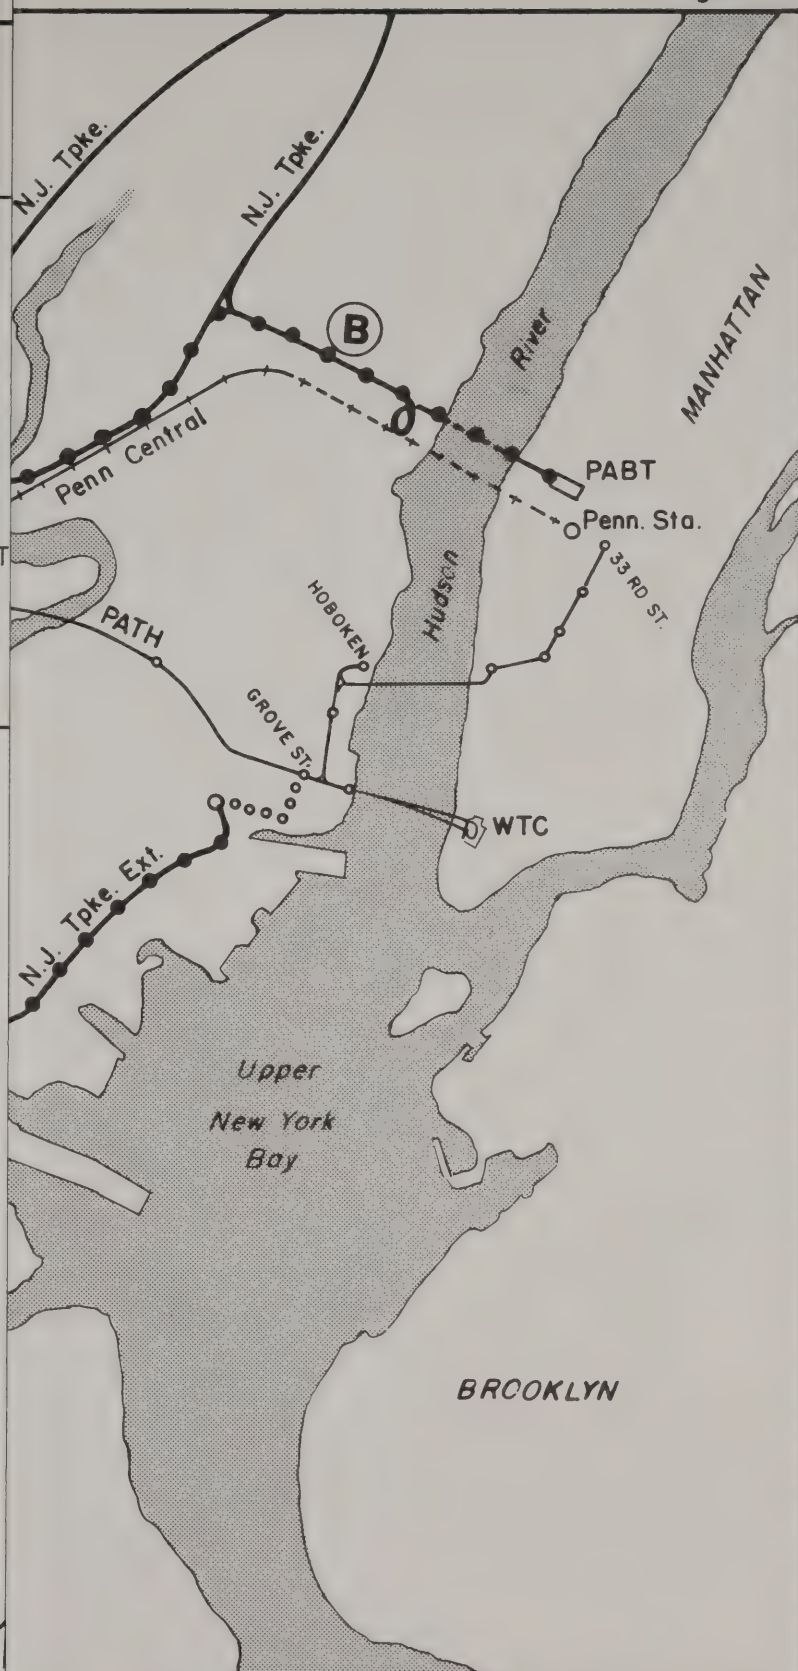 N.J. Tpke.
N.J. Tpke.
B
River
MANHATTAN
Penn Central
PABT
Penn. Sta.
T
33 RD ST.
Hudson
HOBOKEN
PATH
GROVE ST.
WTC
N.J. Tpke. Ext.
Upper
New York
Bay
BROOKLYN